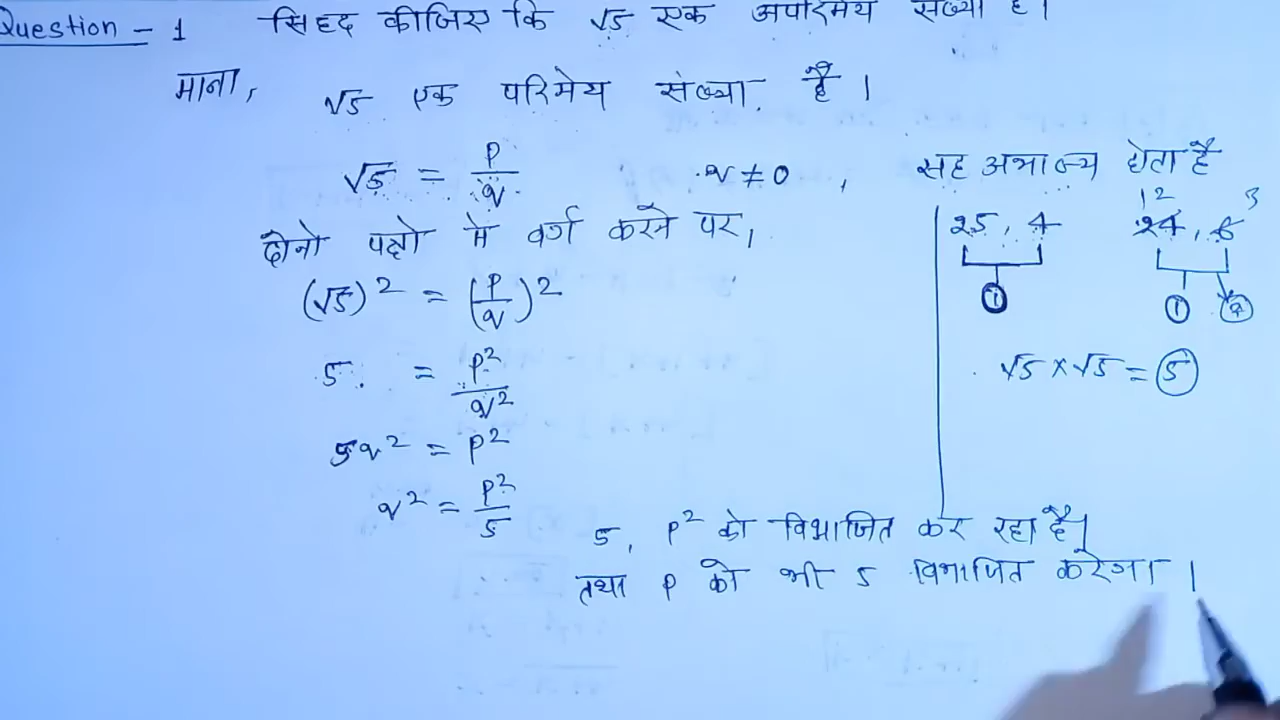 Question - 1 सिद्द कीजिए कि √5 एक अपरिमेय संख्या है।
माना, √5 एक परिमेय संख्या है।
√5 = p/q q ≠ 0 , सह अभाज्य होता है
दोनो पक्षो मे वर्ग करने पर,
(√5)² = (p/q)²
5 = p²/q²
5q² = p²
q² = p²/5
5, p² को विभाजित कर रहा है।
तथा p को भी 5 विभाजित करेगा।
25, 4
1
12 3
24, 6
1 2
√5 × √5 = 5